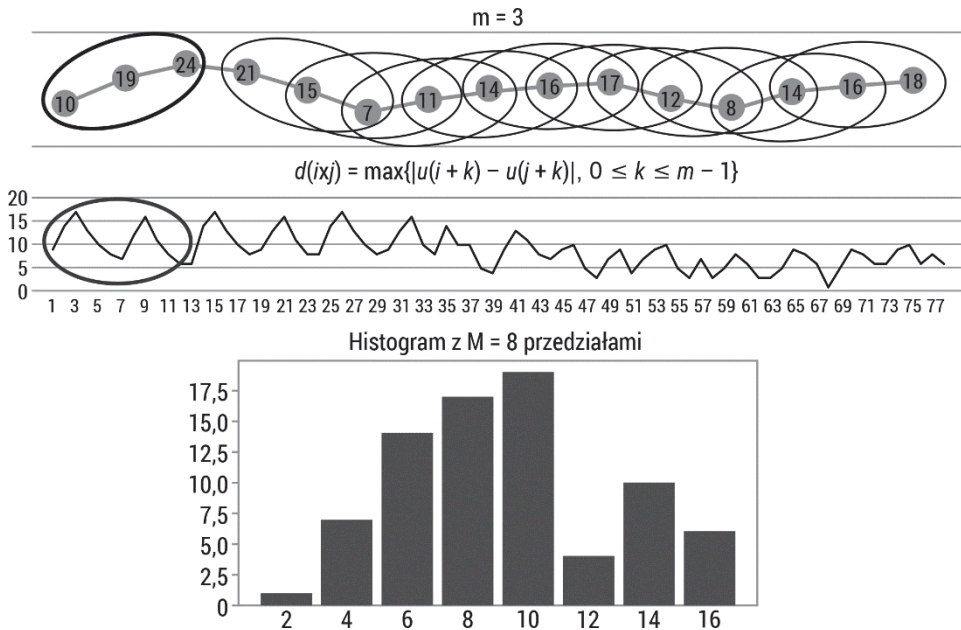 m = 3
10 19 24 21 15 7 11 14 16 17 12 8 14 16 18
d(ixj) = max{|u(i + k) – u(j + k)|, 0 ≤ k ≤ m – 1}
20
15
10
5
0
1 3 5 7 9 11 13 15 17 19 21 23 25 27 29 31 33 35 37 39 41 43 45 47 49 51 53 55 57 59 61 63 65 67 69 71 73 75 77
Histogram z M = 8 przedziałami
17,5
15,0
12,5
10,0
7,5
5,0
2,5
0
2 4 6 8 10 12 14 16